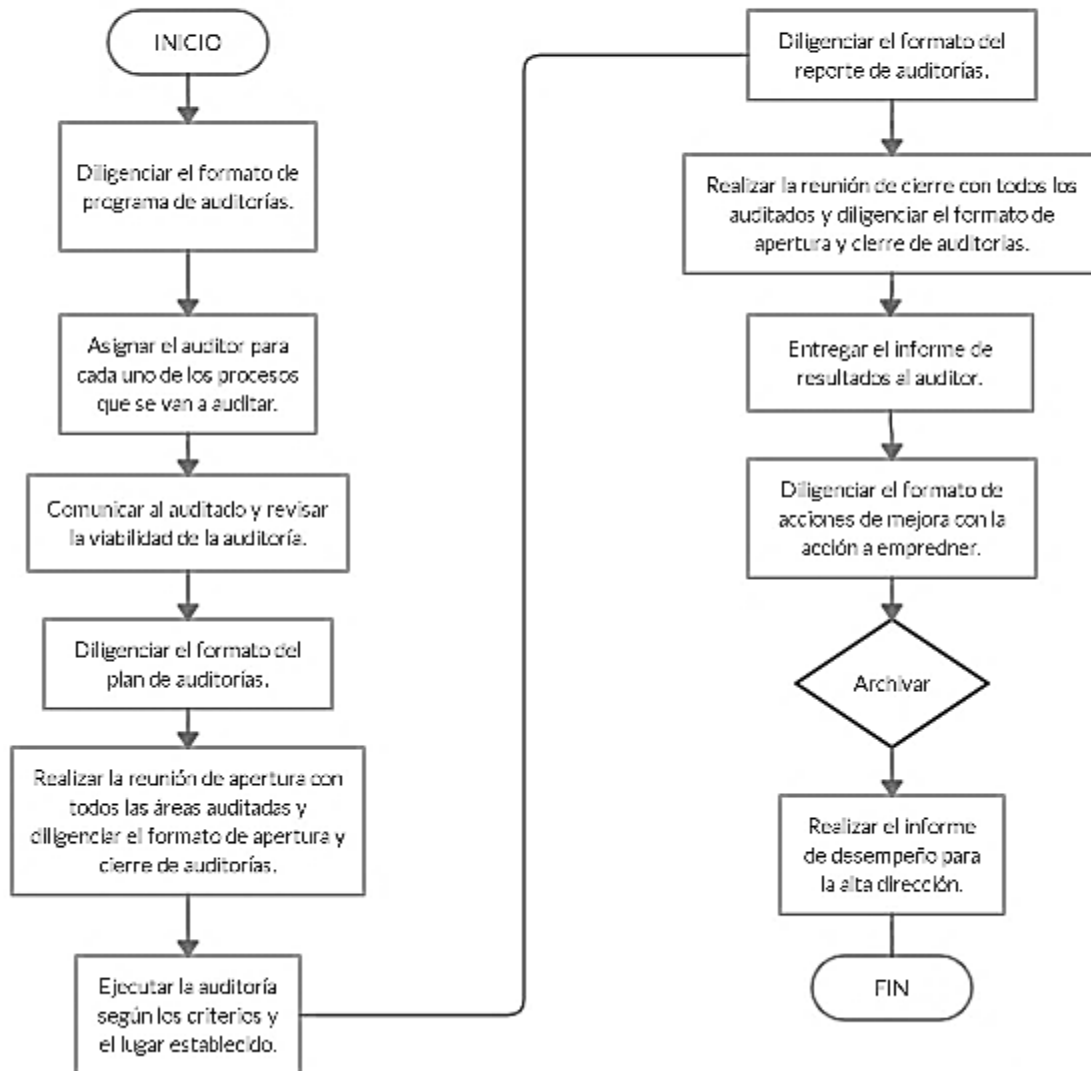 INICIO
Diligenciar el formato de
programa de auditorías.
Asignar el auditor para
cada uno de los procesos
que se van a auditar.
Comunicar al auditado y revisar
la viabilidad de la auditoría.
Diligenciar el formato del
plan de auditorías.
Realizar la reunión de apertura con
todos las áreas auditadas y
diligenciar el formato de apertura y
cierre de auditorías.
Ejecutar la auditoría
según los criterios y
el lugar establecido.
Diligenciar el formato del
reporte de auditorías.
Realizar la reunión de cierre con todos los
auditados y diligenciar el formato de
apertura y cierre de auditorías.
Entregar el informe de
resultados al auditor.
Diligenciar el formato de
acciones de mejora con la
acción a empredner.
Archivar
Realizar el informe
de desempeño para
la alta dirección.
FIN